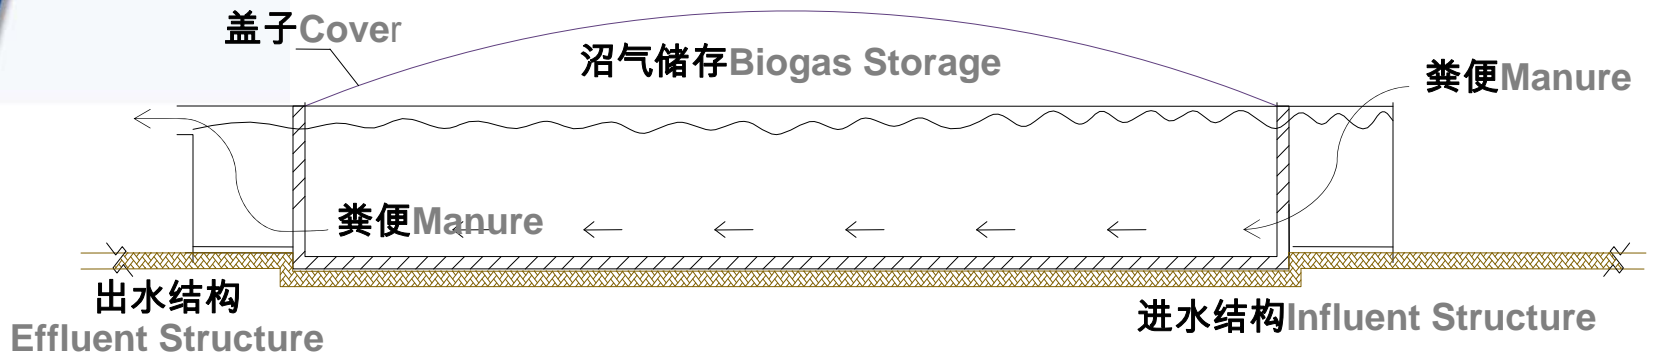 盖子Cover
沼气储存Biogas Storage
粪便Manure
粪便Manure
出水结构
Effluent Structure
进水结构Influent Structure